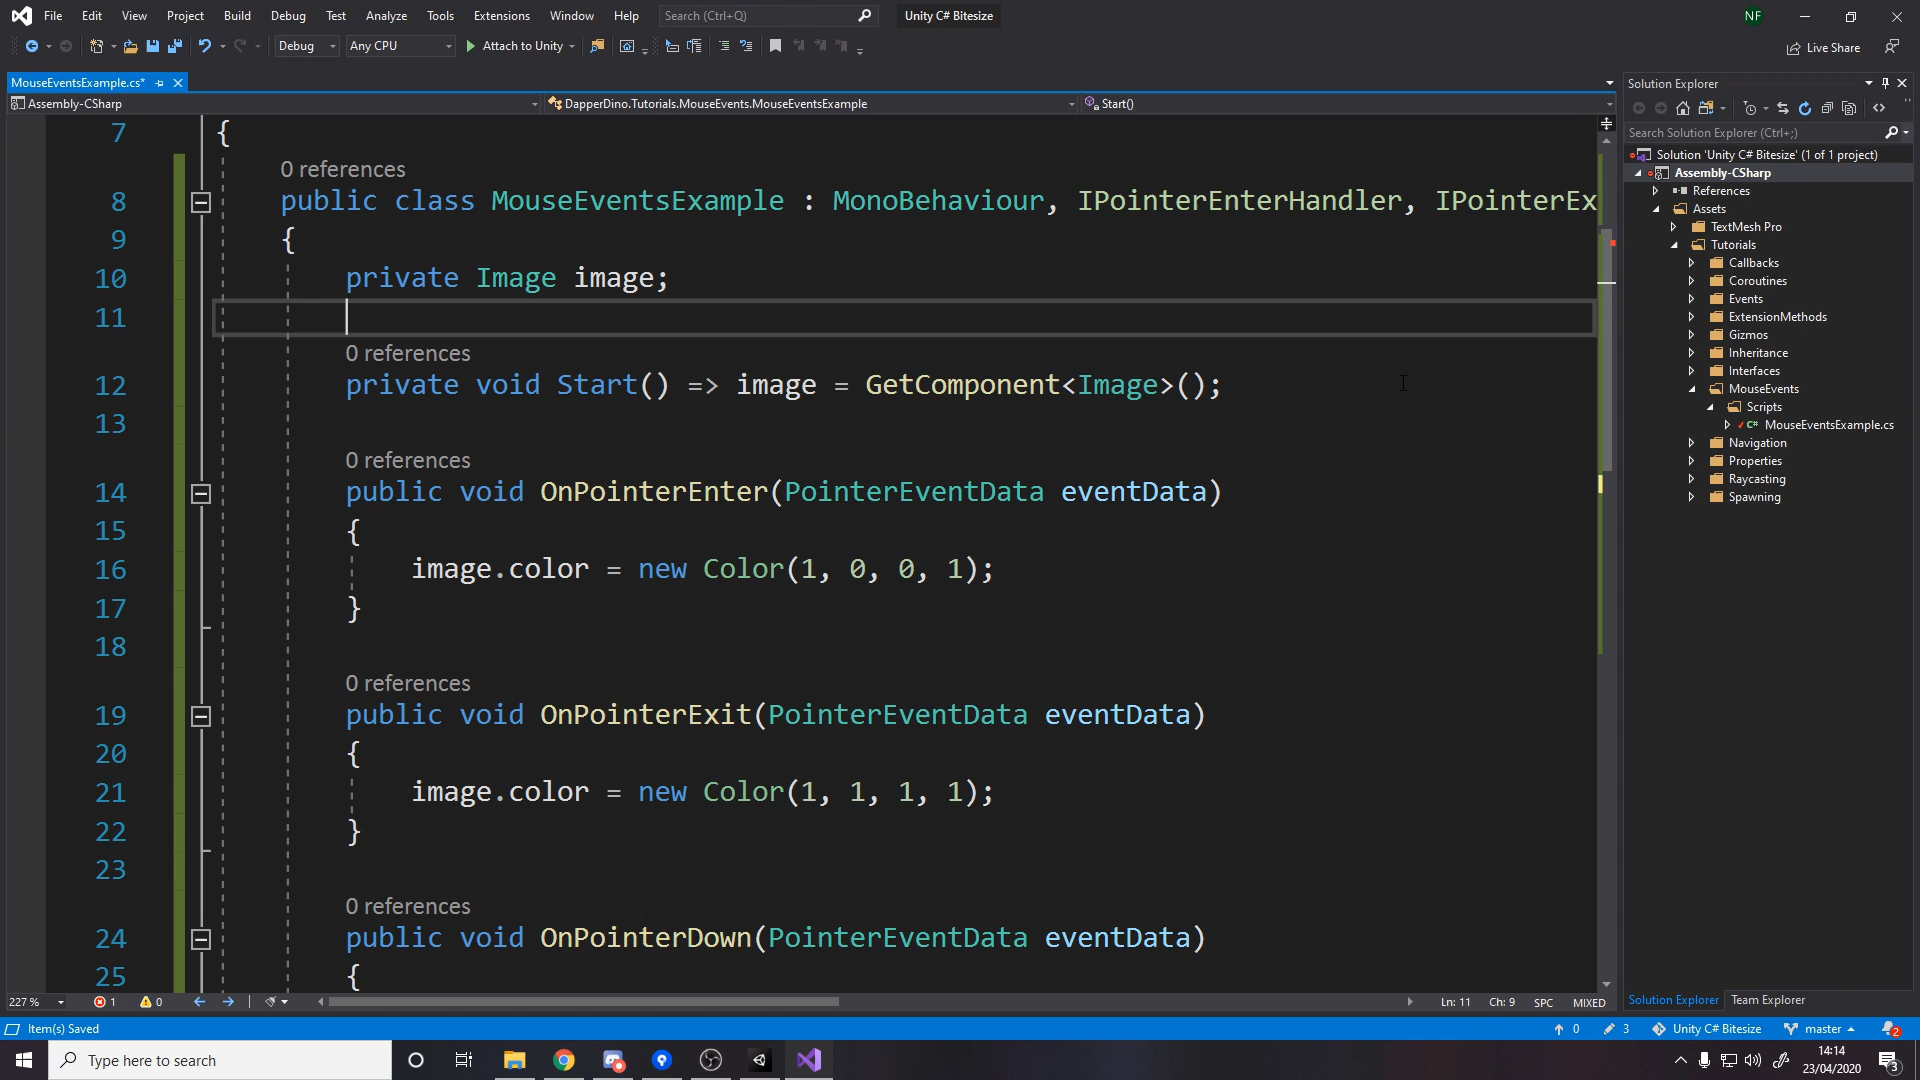 File Edit View Project Build Debug Test Analyze Tools Extensions Window Help Search (Ctrl+Q) Unity C# Bitesize NF
Debug Any CPU Attach to Unity Live Share
MouseEventsExample.cs*
Assembly-CSharp DapperDino.Tutorials.MouseEvents.MouseEventsExample Start()
7 {
0 references
8 public class MouseEventsExample : MonoBehaviour, IPointerEnterHandler, IPointerEx
9 {
10 private Image image;
11
0 references
12 private void Start() => image = GetComponent<Image>();
13
0 references
14 public void OnPointerEnter(PointerEventData eventData)
15 {
16 image.color = new Color(1, 0, 0, 1);
17 }
18
0 references
19 public void OnPointerExit(PointerEventData eventData)
20 {
21 image.color = new Color(1, 1, 1, 1);
22 }
23
0 references
24 public void OnPointerDown(PointerEventData eventData)
25 {
227 % 1 0 Ln: 11 Ch: 9 SPC MIXED
Solution Explorer
Search Solution Explorer (Ctrl+;)
Solution 'Unity C# Bitesize' (1 of 1 project)
Assembly-CSharp
References
Assets
TextMesh Pro
Tutorials
Callbacks
Coroutines
Events
ExtensionMethods
Gizmos
Inheritance
Interfaces
MouseEvents
Scripts
C# MouseEventsExample.cs
Navigation
Properties
Raycasting
Spawning
Solution Explorer Team Explorer
Item(s) Saved 0 3 Unity C# Bitesize master 2
Type here to search
14:14
23/04/2020
3